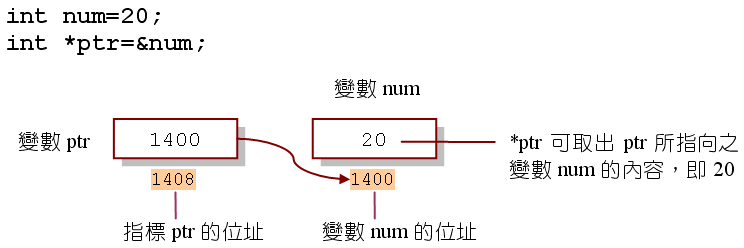 int num=20;
int *ptr=&num;
變數 num
變數 ptr
1400
20
*ptr 可取出 ptr 所指向之
變數 num 的內容，即 20
1408
1400
指標 ptr 的位址
變數 num 的位址